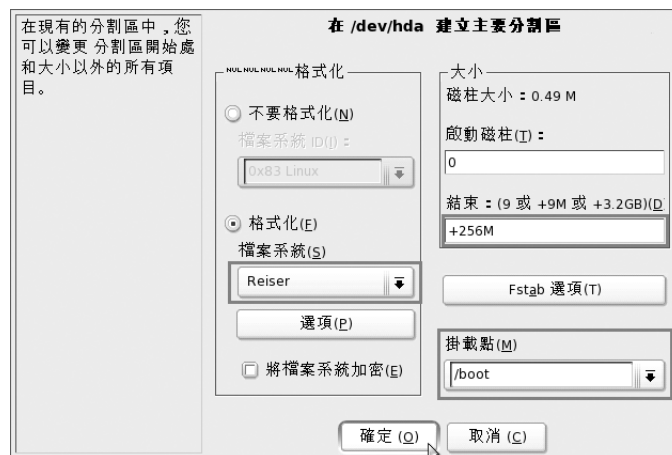 在現有的分割區中，您
可以變更 分割區開始處
和大小以外的所有項
目。
在 /dev/hda 建立主要分割區
NUL NUL NUL NUL 格式化
不要格式化(N)
檔案系統 ID(I)：
0x83 Linux
格式化(F)
檔案系統(S)
Reiser
選項(P)
將檔案系統加密(E)
大小
磁柱大小：0.49 M
啟動磁柱(T)：
0
結束：(9 或 +9M 或 +3.2GB)(D
+256M
Fstab 選項(T)
掛載點(M)
/boot
確定 (O)
取消 (C)